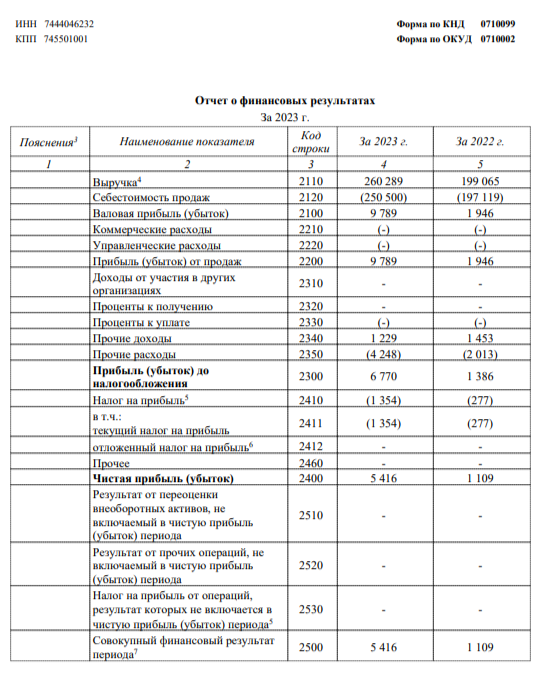 ИНН 7444046232 Форма по КНД 0710099
КПП 745501001 Форма по ОКУД 0710002
Отчет о финансовых результатах
За 2023 г.
Пояснения3 Наименование показателя Код строки За 2023 г. За 2022 г.
1 2 3 4 5
Выручка4 2110 260 289 199 065
Себестоимость продаж 2120 (250 500) (197 119)
Валовая прибыль (убыток) 2100 9 789 1 946
Коммерческие расходы 2210 (-) (-)
Управленческие расходы 2220 (-) (-)
Прибыль (убыток) от продаж 2200 9 789 1 946
Доходы от участия в других
организациях 2310 - -
Проценты к получению 2320 - -
Проценты к уплате 2330 (-) (-)
Прочие доходы 2340 1 229 1 453
Прочие расходы 2350 (4 248) (2 013)
Прибыль (убыток) до
налогообложения 2300 6 770 1 386
Налог на прибыль5 2410 (1 354) (277)
в т.ч.:
текущий налог на прибыль 2411 (1 354) (277)
отложенный налог на прибыль6 2412 - -
Прочее 2460 - -
Чистая прибыль (убыток) 2400 5 416 1 109
Результат от переоценки
внеоборотных активов, не
включаемый в чистую прибыль
(убыток) периода 2510 - -
Результат от прочих операций, не
включаемый в чистую прибыль
(убыток) периода 2520 - -
Налог на прибыль от операций,
результат которых не включается в
чистую прибыль (убыток) периода5 2530 - -
Совокупный финансовый результат
периода7 2500 5 416 1 109